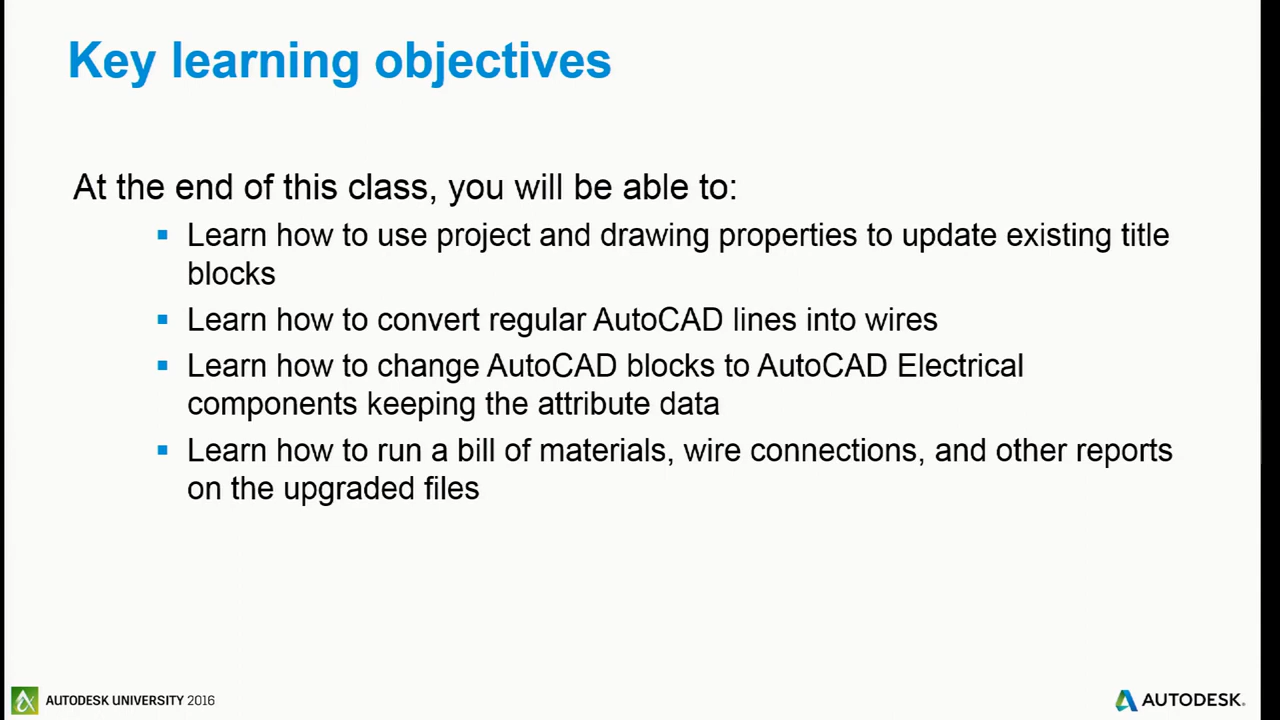 Key learning objectives
At the end of this class, you will be able to:
Learn how to use project and drawing properties to update existing title
blocks
Learn how to convert regular AutoCAD lines into wires
Learn how to change AutoCAD blocks to AutoCAD Electrical
components keeping the attribute data
Learn how to run a bill of materials, wire connections, and other reports
on the upgraded files
AUTODESK UNIVERSITY 2016
AUTODESK.